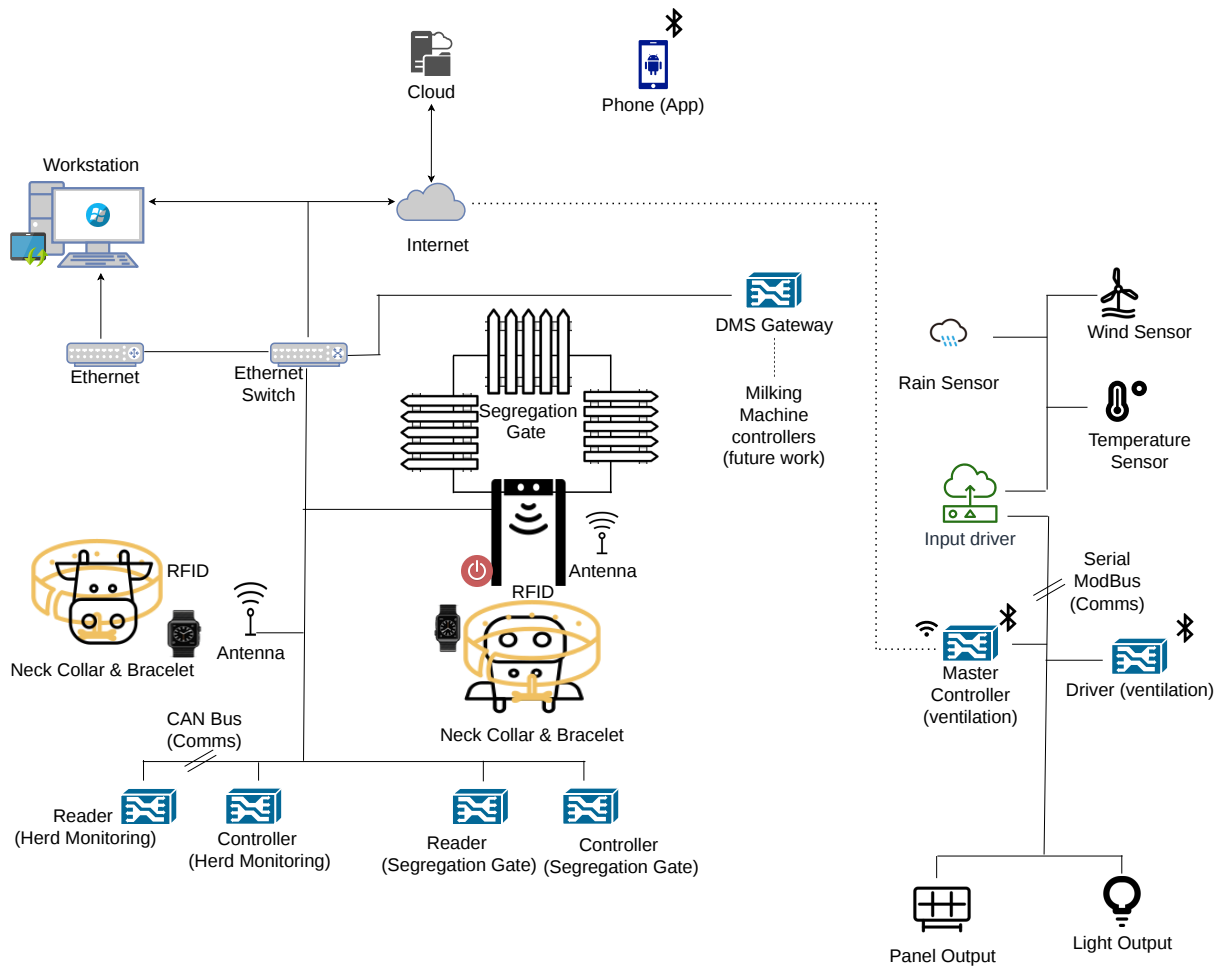 Cloud
Phone (App)
Workstation
Internet
DMS Gateway
Wind Sensor
Ethernet
Ethernet
Switch
Rain Sensor
Segregation
Gate
Milking
Machine
controllers
(future work)
Temperature
Sensor
Input driver
RFID
Antenna
RFID
Serial
ModBus
(Comms)
Antenna
Neck Collar & Bracelet
Master
Controller
(ventilation)
Driver (ventilation)
CAN Bus
(Comms)
Neck Collar & Bracelet
Reader
(Herd Monitoring)
Controller
(Herd Monitoring)
Reader
(Segregation Gate)
Controller
(Segregation Gate)
Panel Output
Light Output